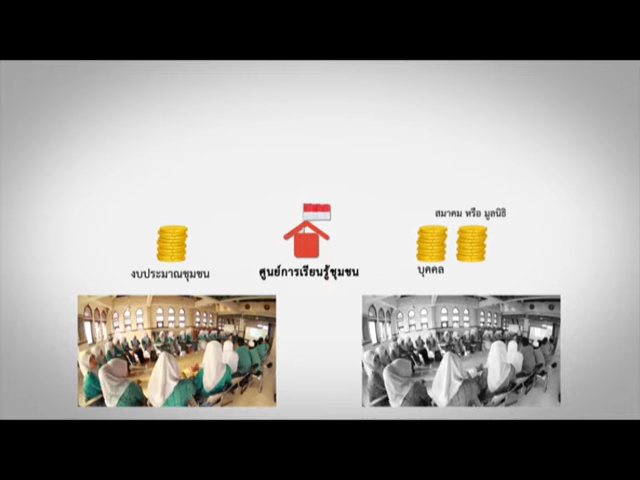 สมาคม หรือ มูลนิธิ
งบประมาณชุมชน
ศูนย์การเรียนรู้ชุมชน
บุคคล